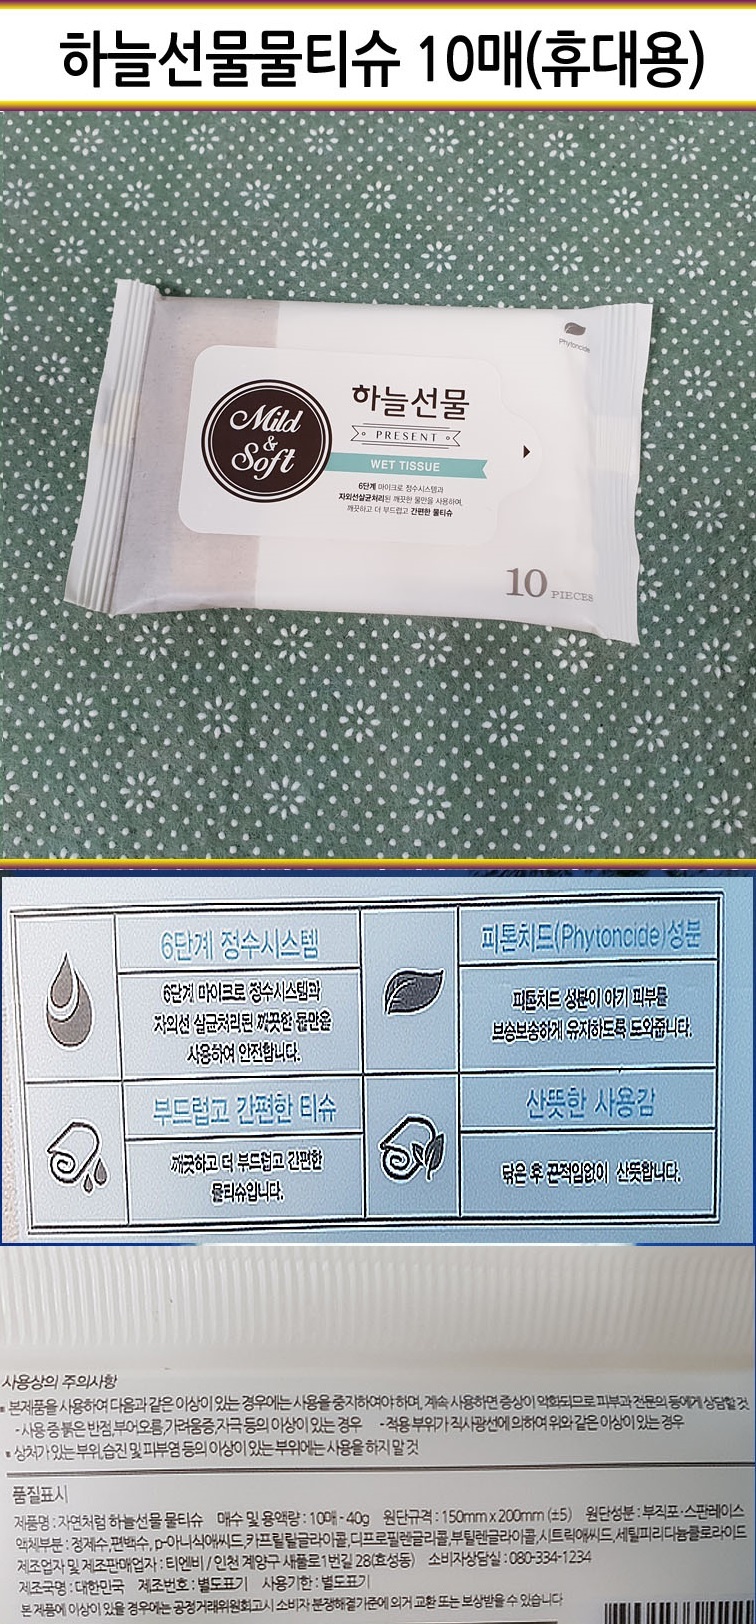 하늘선물물티슈 10매(휴대용)
Phytoncide
Mild
&
Soft
하늘선물
PRESENT
WET TISSUE
6단계 마이크로 정수시스템과
자외선살균처리된 깨끗한 물만을 사용하여,
깨끗하고 더 부드럽고 간편한 물티슈
10 PIECES
6단계 정수시스템
6단계 마이크로 정수시스템과
자외선 살균처리된 깨끗한 물만을
사용하여 안전합니다.
피톤치드(Phytoncide)성분
피톤치드 성분이 아기 피부를
보송보송하게 유지하도록 도와줍니다.
부드럽고 간편한 티슈
깨끗하고 더 부드럽고 간편한
물티슈입니다.
산뜻한 사용감
닦은 후 끈적임없이 산뜻합니다.
사용상의 주의사항
본제품을 사용하여 다음과 같은 이상이 있는 경우에는 사용을 중지하여야 하며, 계속 사용하면 증상이 악화되므로 피부과 전문의 등에게 상담할 것
- 사용 중 붉은 반점,부어오름,가려움증,자극 등의 이상이 있는 경우 - 적용 부위가 직사광선에 의하여 위와 같은 이상이 있는 경우
상처가 있는 부위, 습진 및 피부염 등의 이상이 있는 부위에는 사용을 하지 말 것
품질표시
제품명 : 자연처럼 하늘선물 물티슈 매수 및 용액량 : 10매 - 40g 원단규격 : 150mm x 200mm (±5) 원단성분 : 부직포·스판레이스
액체부분 : 정제수, 편백수, p-아니식애씨드, 카프릴릴글라이콜, 디프로필렌글리콜, 부틸렌글라이콜, 시트릭애씨드, 세틸피리디늄클로라이드
제조업자 및 제조판매업자 : 티엔비 / 인천 계양구 새풀로1번길 28(효성동) 소비자상담실 : 080-334-1234
제조국명 : 대한민국 제조번호 : 별도표기 사용기한 : 별도표기
본 제품에 이상이 있을 경우에는 공정거래위원회고시 소비자 분쟁해결기준에 의거 교환 또는 보상받을 수 있습니다